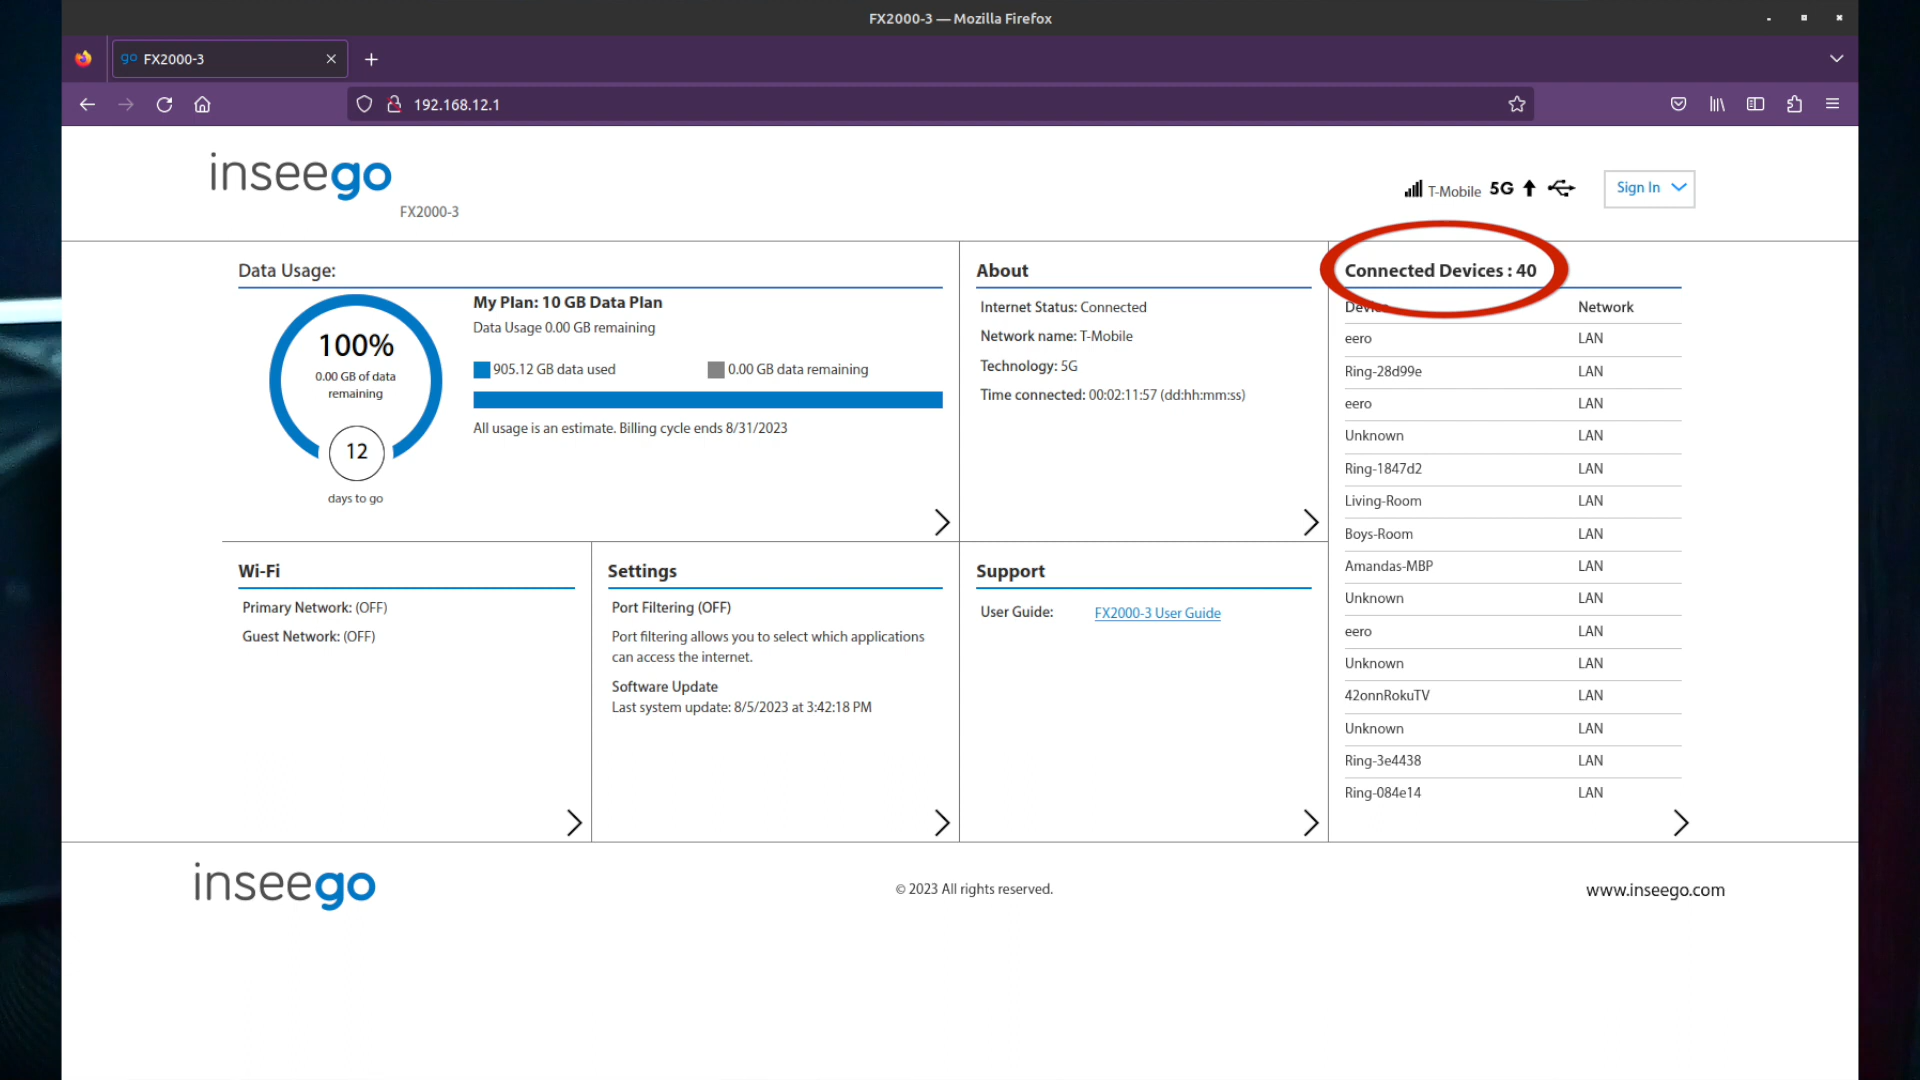 FX2000-3 — Mozilla Firefox
go FX2000-3
192.168.12.1
inseego
FX2000-3
T-Mobile 5G
Sign In
Data Usage:
100%
0.00 GB of data
remaining
12
days to go
My Plan: 10 GB Data Plan
Data Usage 0.00 GB remaining
905.12 GB data used
0.00 GB data remaining
All usage is an estimate. Billing cycle ends 8/31/2023
About
Internet Status: Connected
Network name: T-Mobile
Technology: 5G
Time connected: 00:02:11:57 (dd:hh:mm:ss)
Connected Devices : 40
Network
eero LAN
Ring-28d99e LAN
eero LAN
Unknown LAN
Ring-1847d2 LAN
Living-Room LAN
Boys-Room LAN
Amandas-MBP LAN
Unknown LAN
eero LAN
Unknown LAN
42onnRokuTV LAN
Unknown LAN
Ring-3e4438 LAN
Ring-084e14 LAN
Wi-Fi
Primary Network: (OFF)
Guest Network: (OFF)
Settings
Port Filtering (OFF)
Port filtering allows you to select which applications
can access the internet.
Software Update
Last system update: 8/5/2023 at 3:42:18 PM
Support
User Guide: FX2000-3 User Guide
inseego
© 2023 All rights reserved.
www.inseego.com